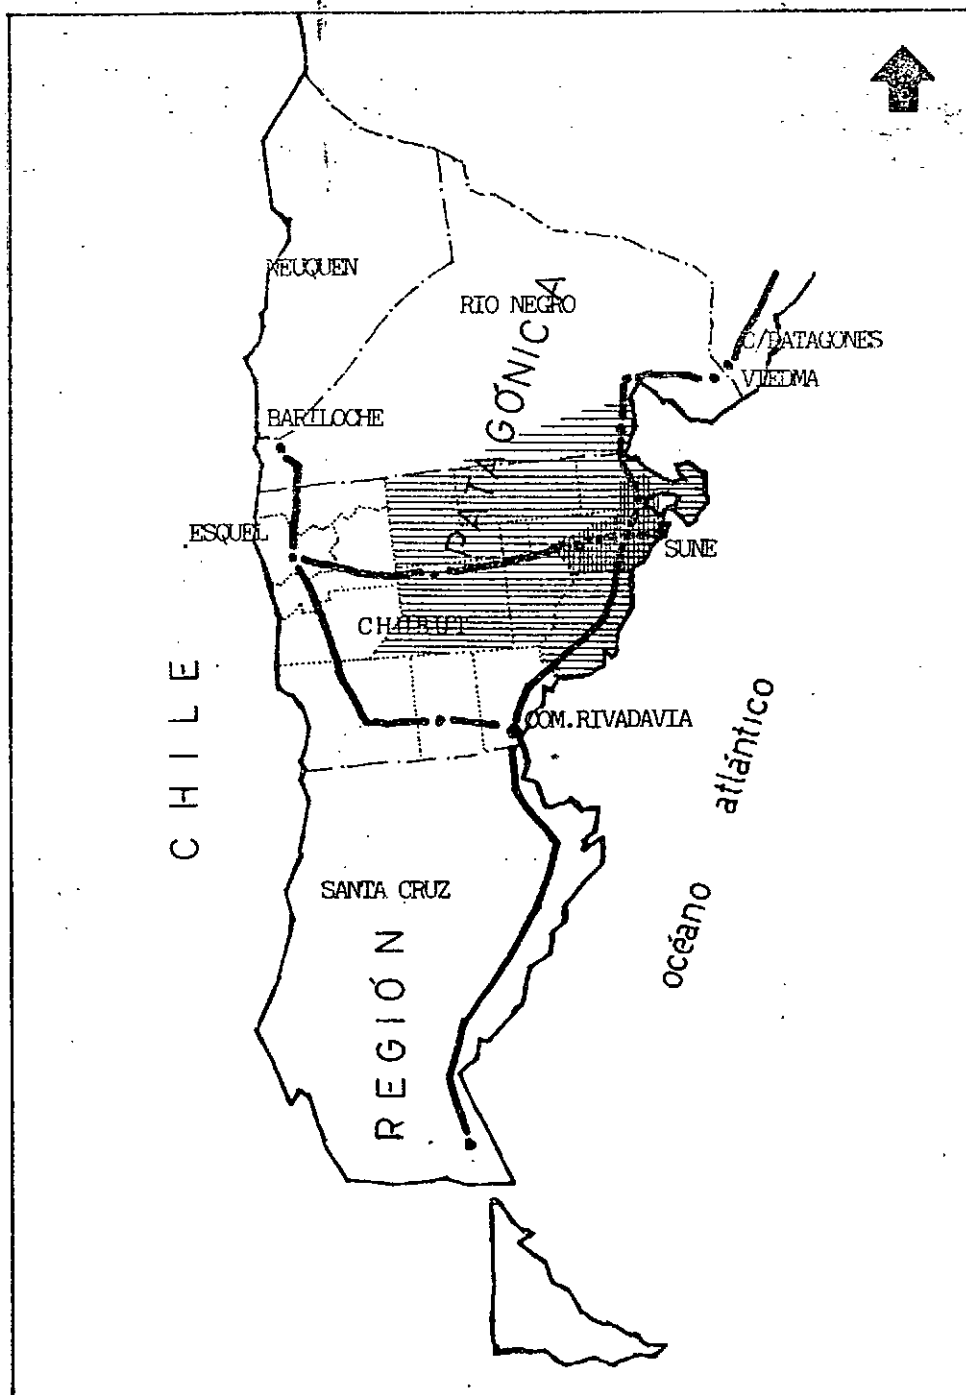 NEUQUEN
RIO NEGRO
C/PATAGONES
VIEDMA
BARILOCHE
ESQUEL
SUNE
CHUBUT
COM.RIVADAVIA
SANTA CRUZ
CHILE
REGIÓN PATAGÓNICA
océano atlántico